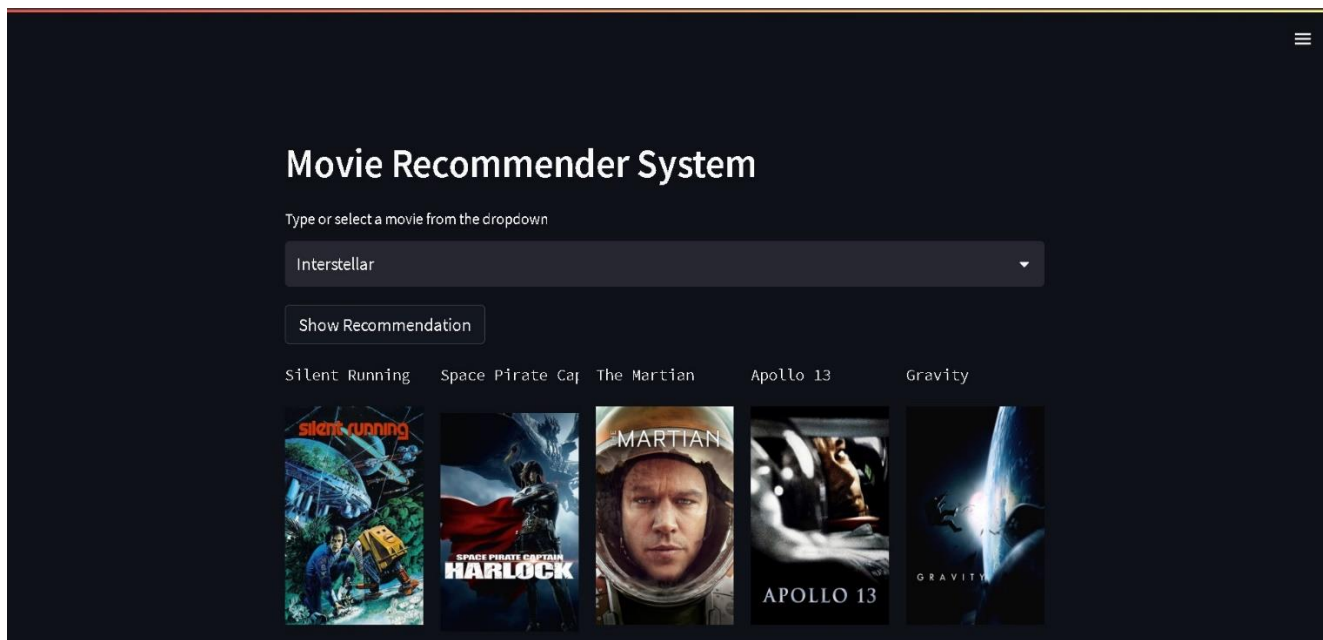 Movie Recommender System
Type or select a movie from the dropdown
Interstellar
Show Recommendation
Silent Running Space Pirate Cap The Martian Apollo 13 Gravity
silent running
SPACE PIRATE CAPTAIN
HARLOCK
THE MARTIAN
APOLLO 13
GRAVITY